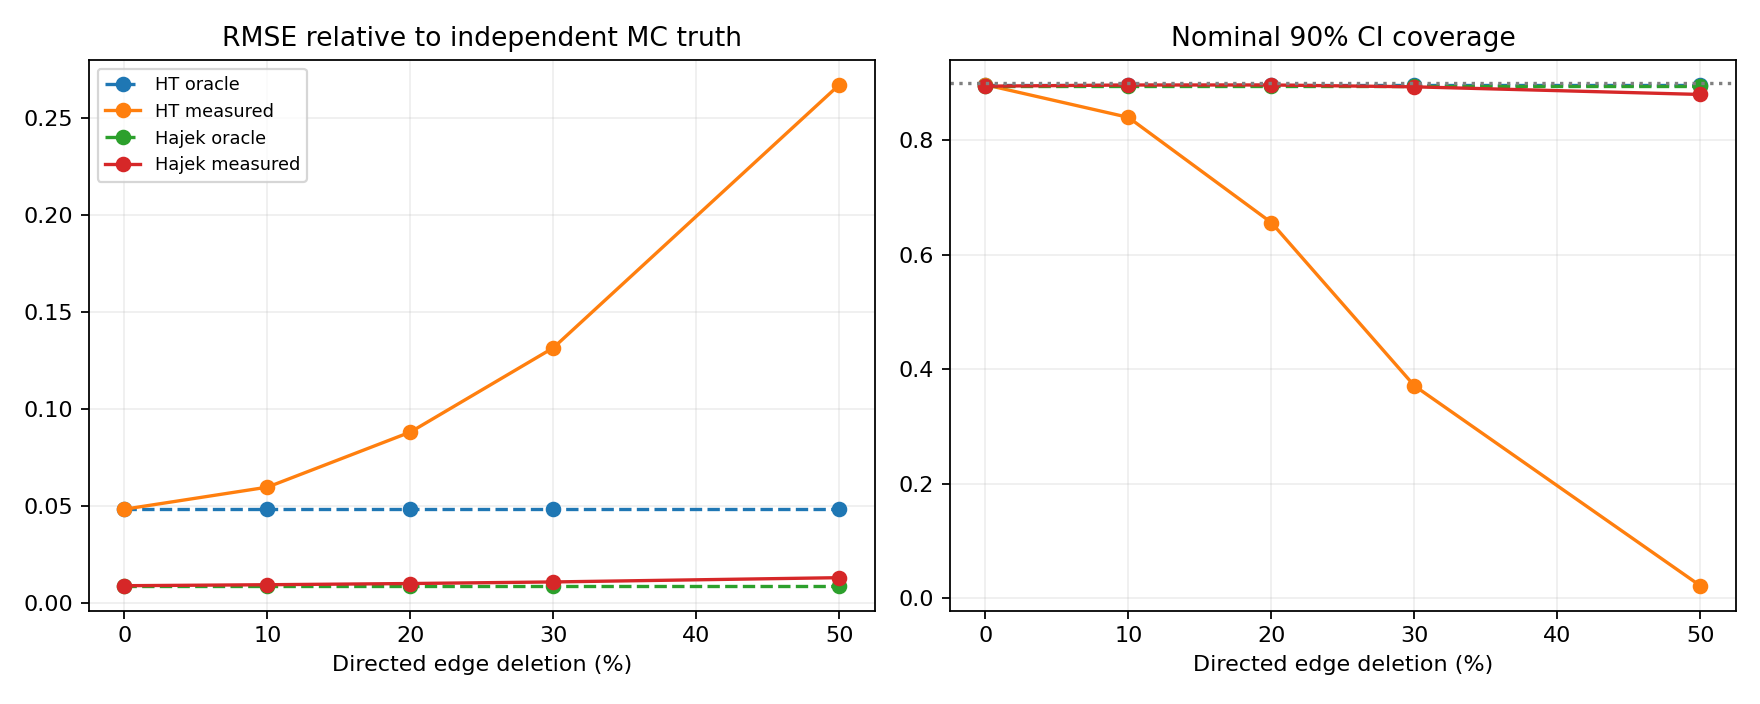 RMSE relative to independent MC truth
HT oracle
HT measured
Hajek oracle
Hajek measured
0.25
0.20
0.15
0.10
0.05
0.00
0 10 20 30 40 50
Directed edge deletion (%)
Nominal 90% CI coverage
0.8
0.6
0.4
0.2
0.0
0 10 20 30 40 50
Directed edge deletion (%)